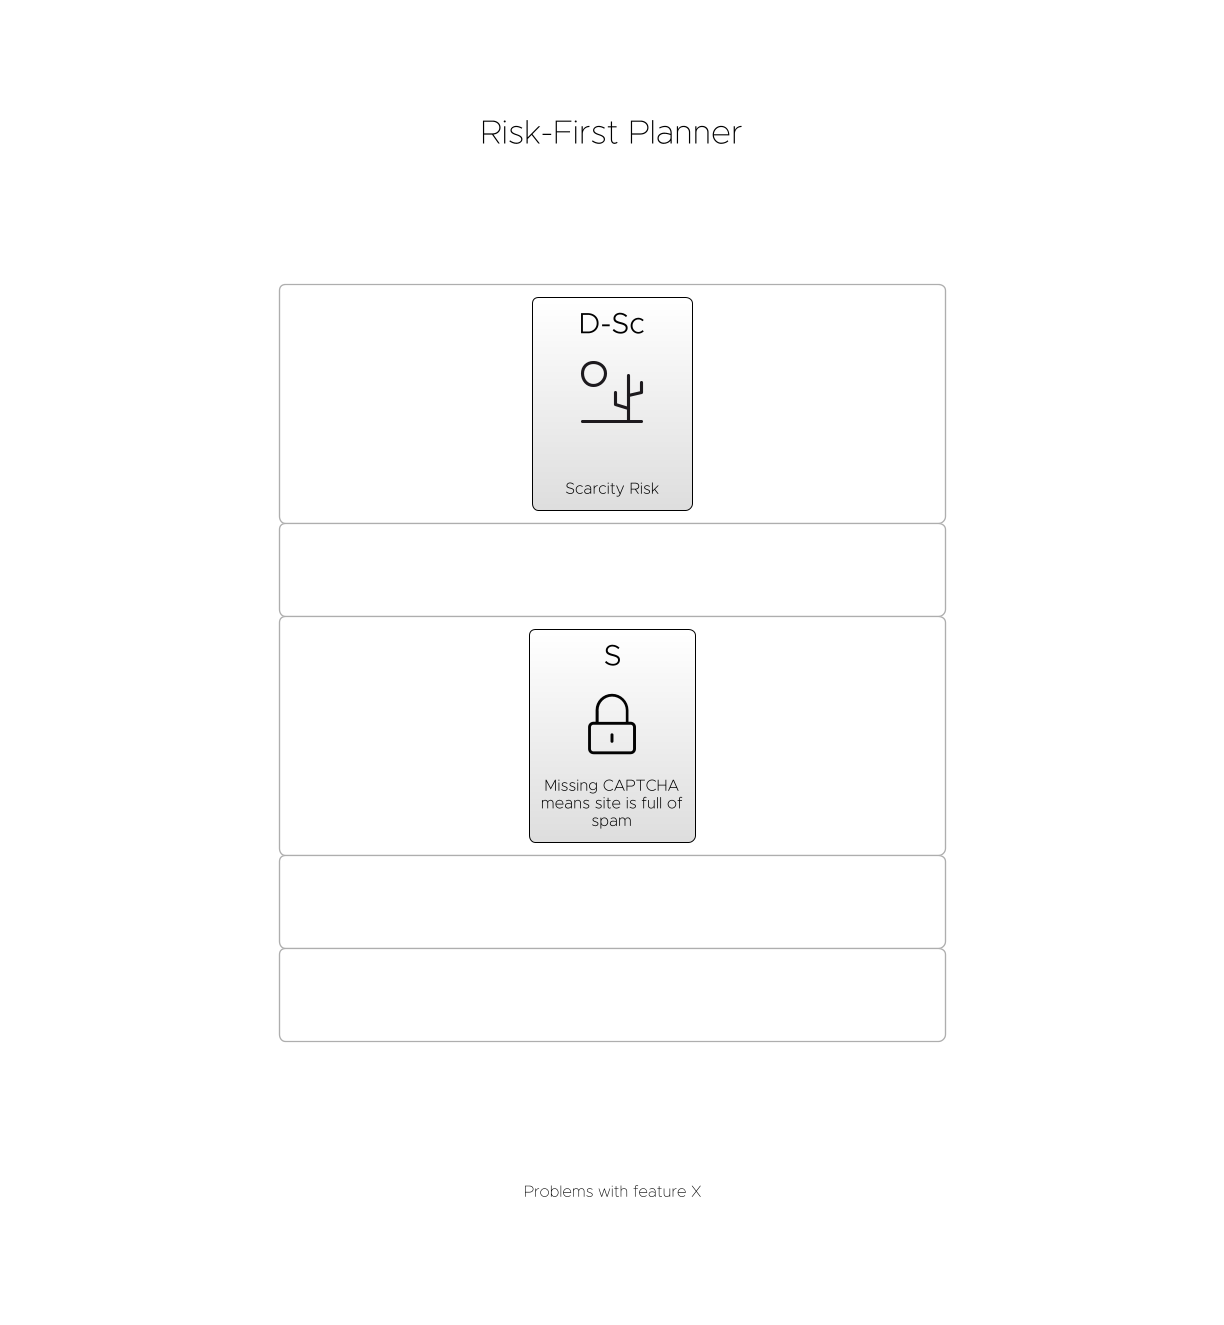 Risk-First Planner
D-Sc
Scarcity Risk
S
Missing CAPTCHA
means site is full of
spam
Problems with feature X